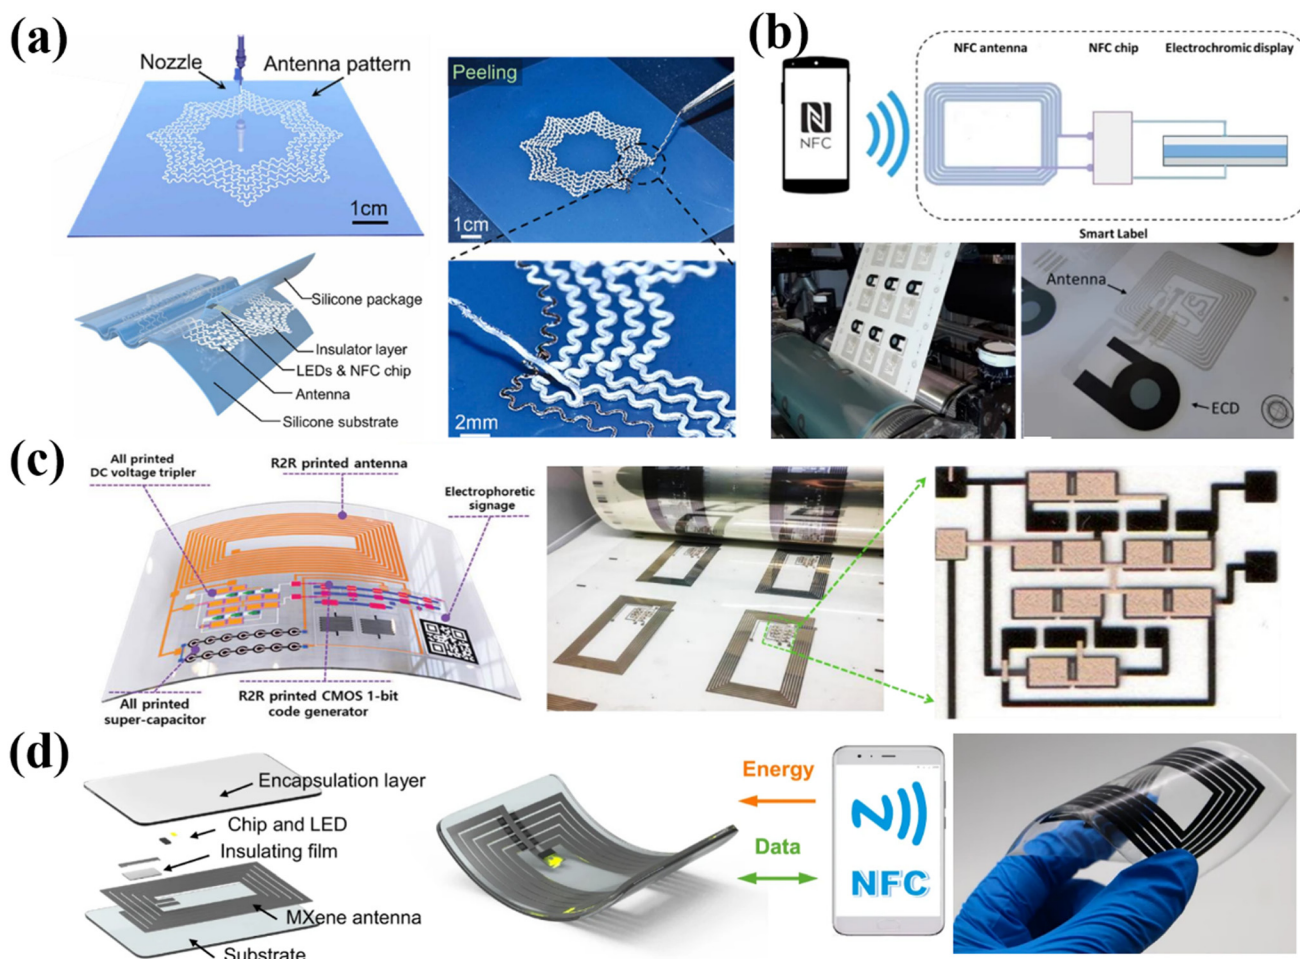 (a)
Nozzle
Antenna pattern
1cm
Peeling
1cm
Silicone package
Insulator layer
LEDs & NFC chip
Antenna
Silicone substrate
2mm
(b)
NFC antenna
NFC chip
Electrochromic display
NFC
Smart Label
Antenna
ECD
(c)
All printed
DC voltage tripler
R2R printed antenna
Electrophoretic
signage
All printed
super-capacitor
R2R printed CMOS 1-bit
code generator
(d)
Encapsulation layer
Chip and LED
Insulating film
MXene antenna
Substrate
Energy
Data
NFC